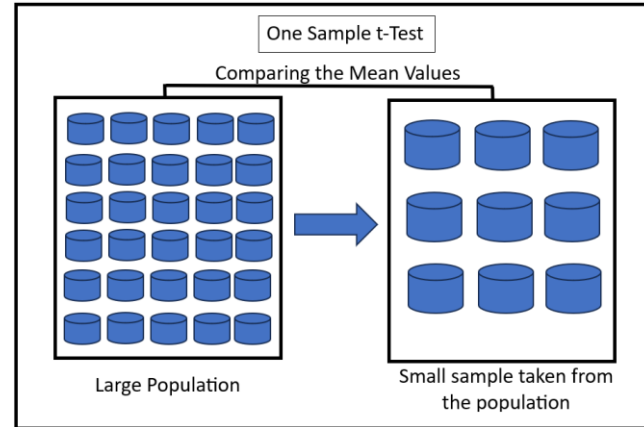 One Sample t-Test
Comparing the Mean Values
Large Population
Small sample taken from
the population